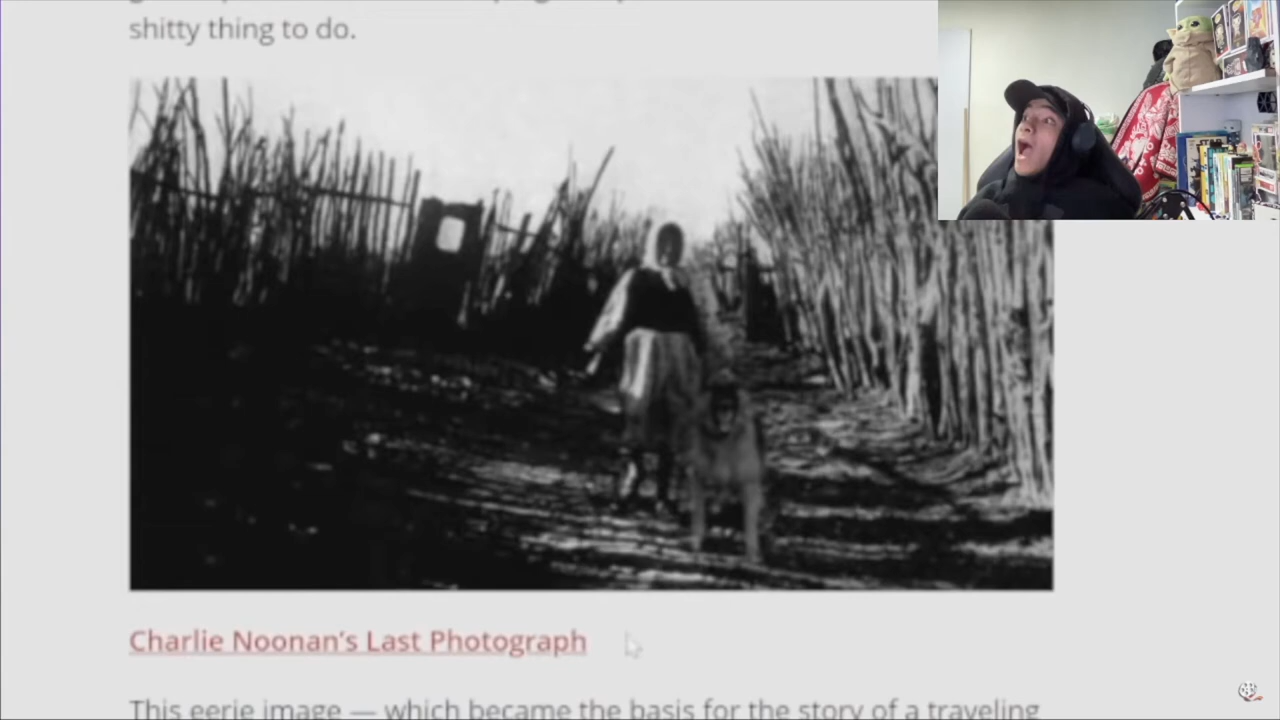 shitty thing to do.
Charlie Noonan's Last Photograph
This eerie image — which became the basis for the story of a traveling